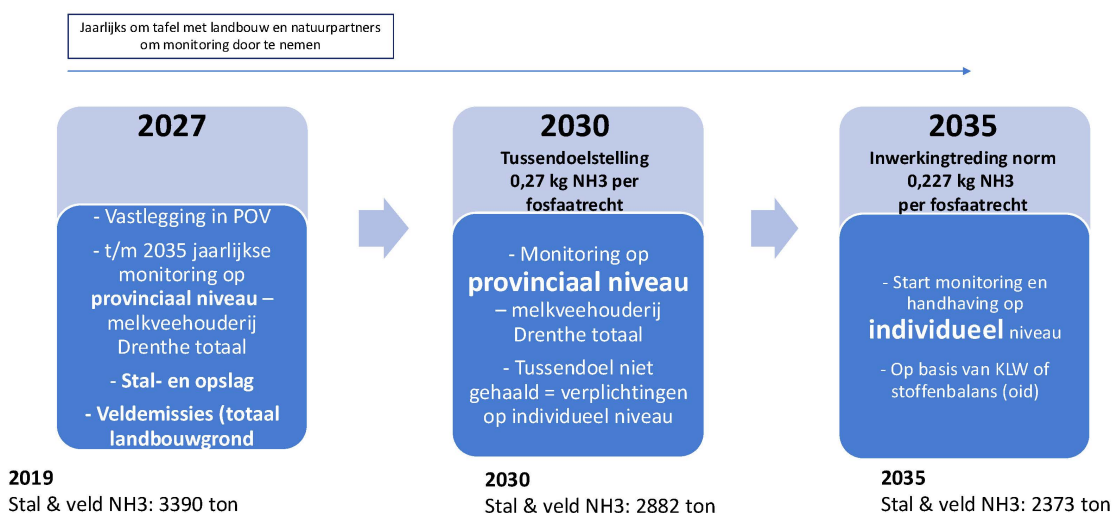 Jaarlijks om tafel met landbouw en natuurpartners
om monitoring door te nemen
2027
- Vastlegging in POV
- t/m 2035 jaarlijkse
monitoring op
provinciaal niveau –
melkveehouderij
Drenthe totaal
- Stal- en opslag
- Veldemissies (totaal
landbouwgrond
2019
Stal & veld NH3: 3390 ton
2030
Tussendoelstelling
0,27 kg NH3 per
fosfaatrecht
- Monitoring op
provinciaal niveau
– melkveehouderij
Drenthe totaal
- Tussendoel niet
gehaald = verplichtingen
op individueel niveau
2030
Stal & veld NH3: 2882 ton
2035
Inwerkingtreding norm
0,227 kg NH3
per fosfaatrecht
- Start monitoring en
handhaving op
individueel niveau
- Op basis van KLW of
stoffenbalans (oid)
2035
Stal & veld NH3: 2373 ton